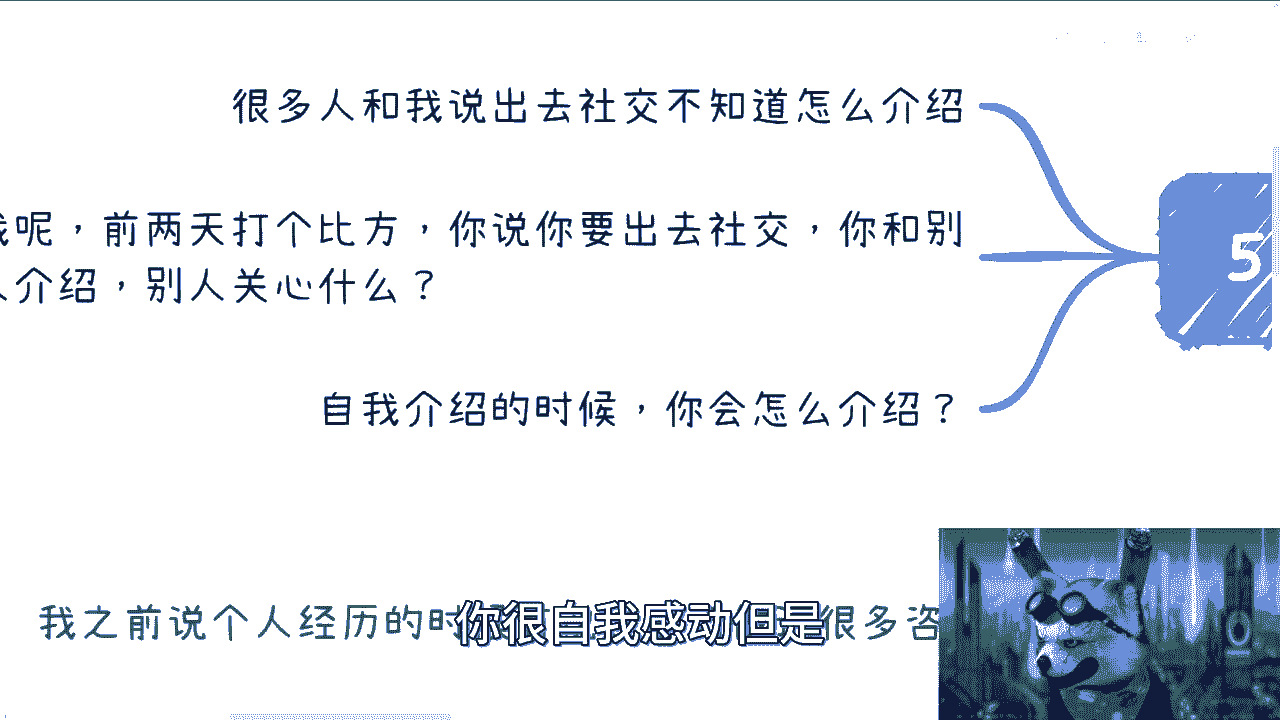 很多人和我说出去社交不知道怎么介绍
我呢，前两天打个比方，你说你要出去社交，你和别
人介绍，别人关心什么？
5
自我介绍的时候，你会怎么介绍？
我之前说个人经历的时
很多咨
你很自我感动但是